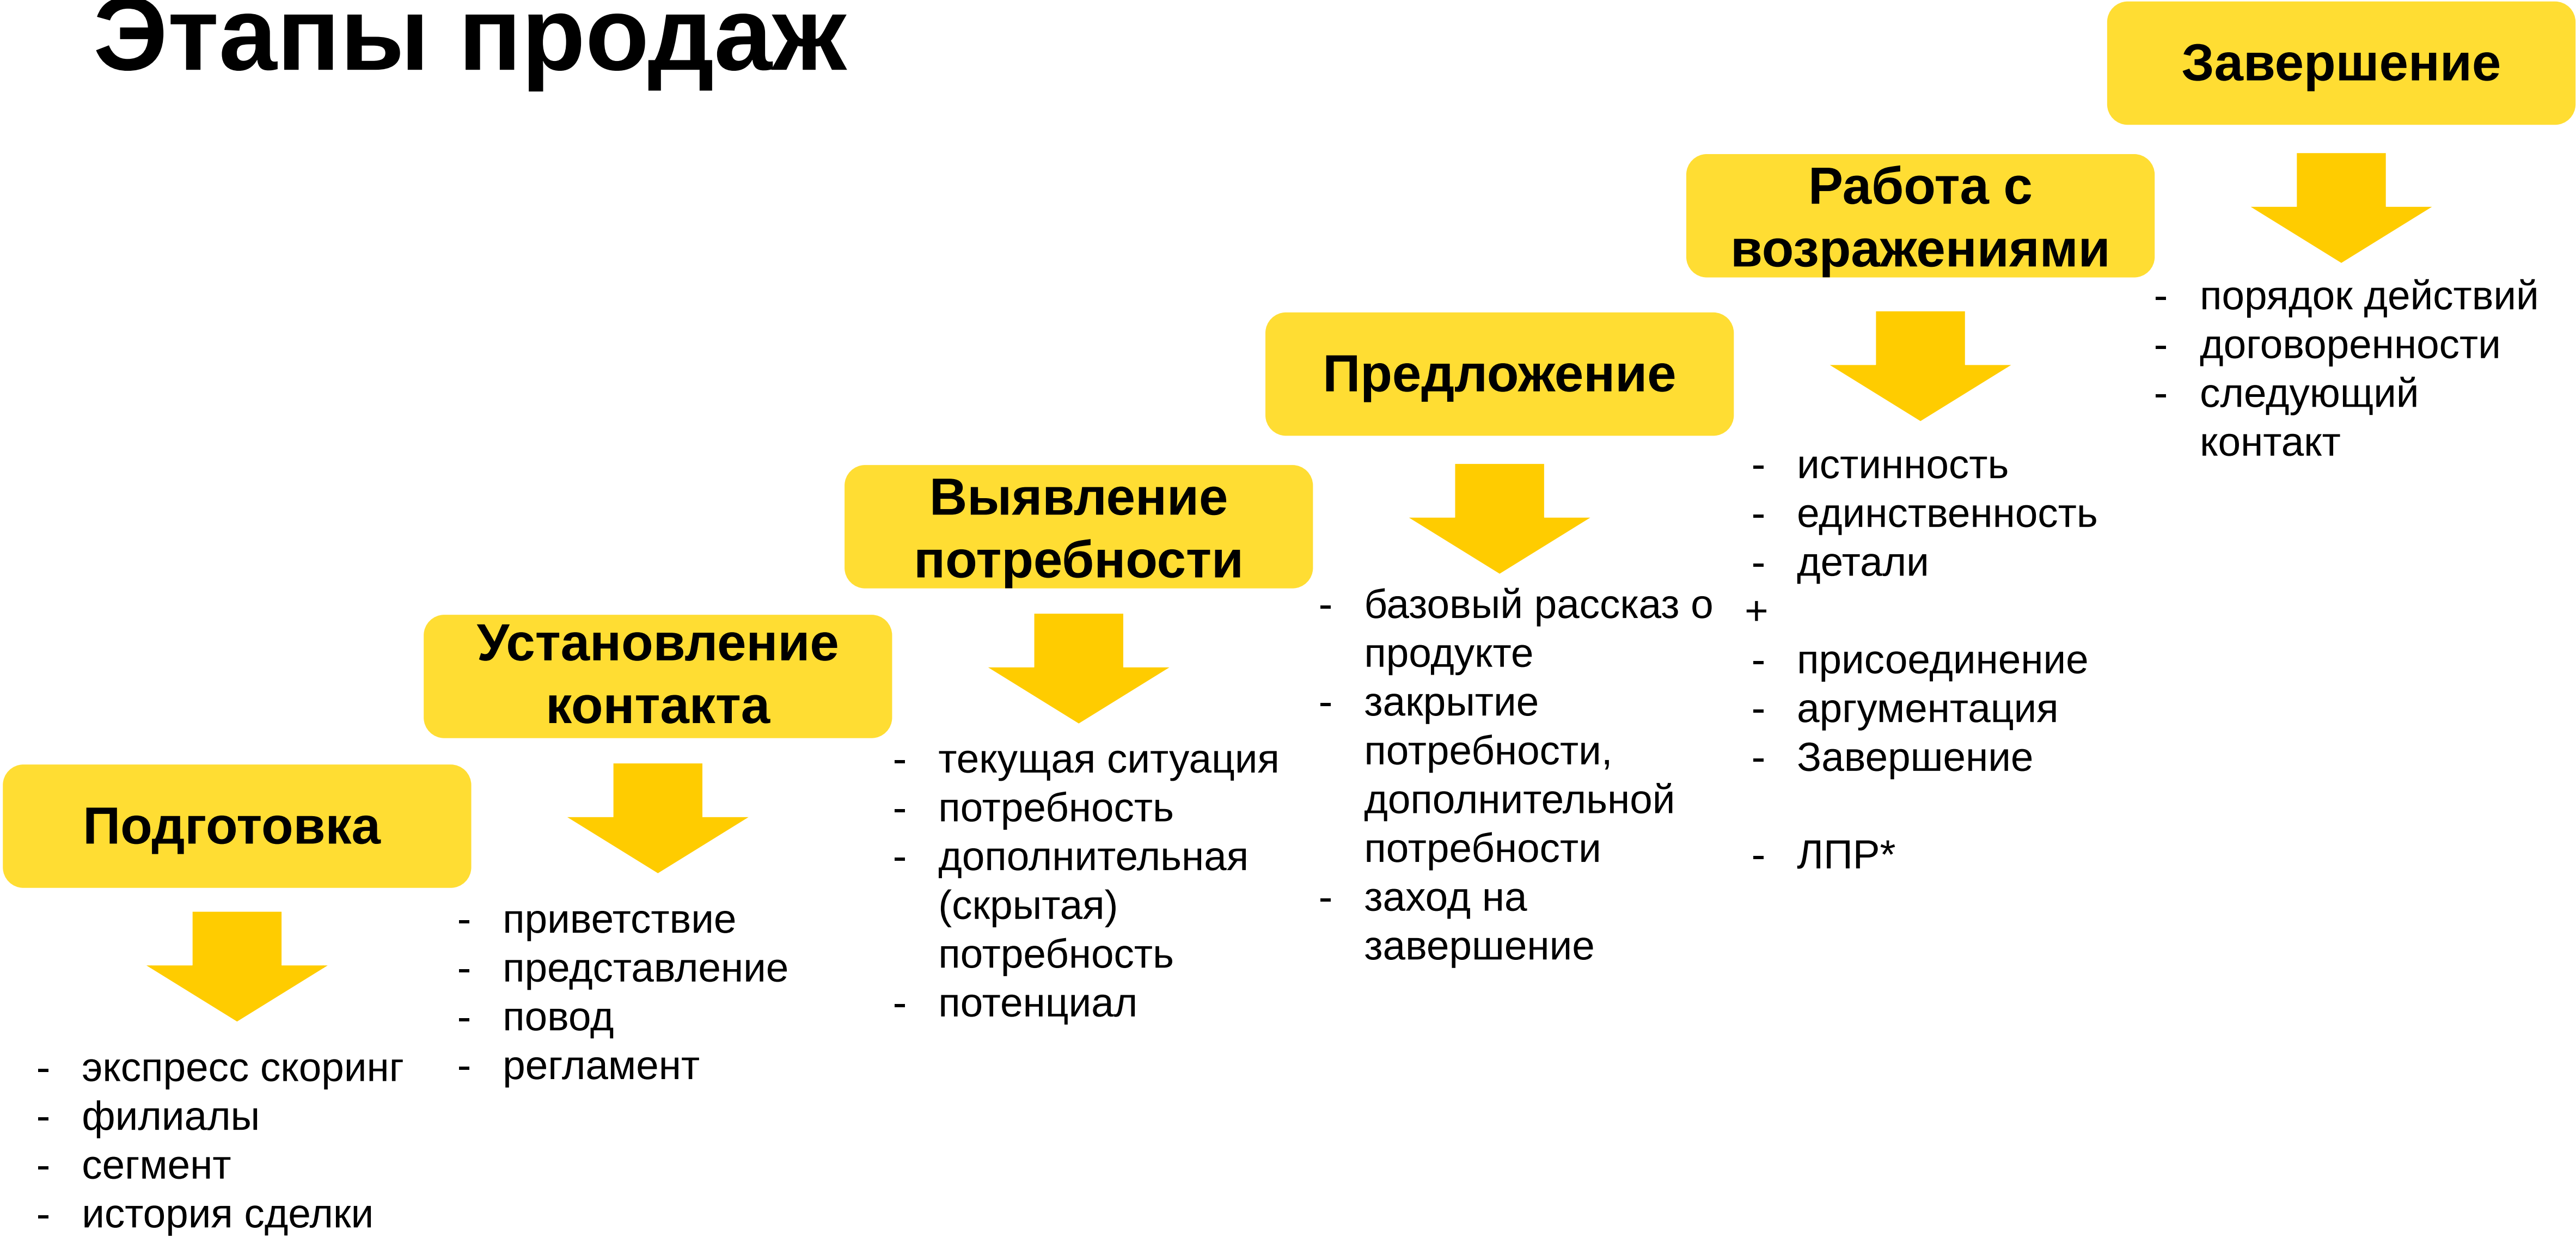 Этапы продаж
Подготовка
- экспресс скоринг
- филиалы
- сегмент
- история сделки
Установление
контакта
- приветствие
- представление
- повод
- регламент
Выявление
потребности
- текущая ситуация
- потребность
- дополнительная
(скрытая)
потребность
- потенциал
Предложение
- базовый рассказ о
продукте
- закрытие
потребности,
дополнительной
потребности
- заход на
завершение
Работа с
возражениями
- истинность
- единственность
- детали
+
- присоединение
- аргументация
- Завершение
- ЛПР*
Завершение
- порядок действий
- договоренности
- следующий
контакт